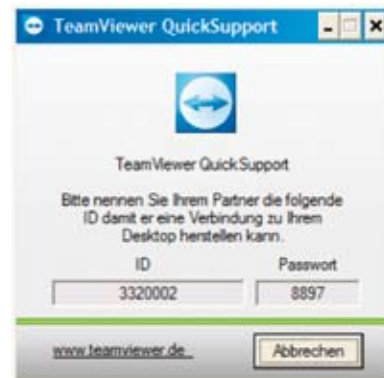 TeamViewer QuickSupport
TeamViewer QuickSupport
Bitte nennen Sie Ihrem Partner die folgende
ID damit er eine Verbindung zu Ihrem
Desktop herstellen kann.
ID Passwort
3320002 8897
www.teamviewer.de Abbrechen